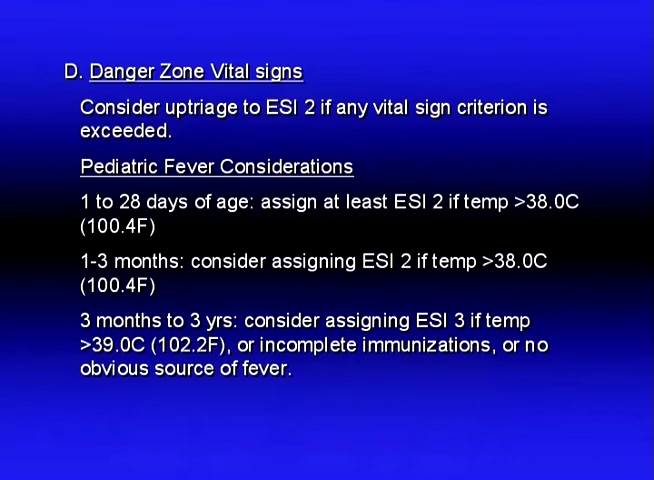 D. Danger Zone Vital signs
Consider uptriage to ESI 2 if any vital sign criterion is
exceeded.
Pediatric Fever Considerations
1 to 28 days of age: assign at least ESI 2 if temp >38.0C
(100.4F)
1-3 months: consider assigning ESI 2 if temp >38.0C
(100.4F)
3 months to 3 yrs: consider assigning ESI 3 if temp
>39.0C (102.2F), or incomplete immunizations, or no
obvious source of fever.